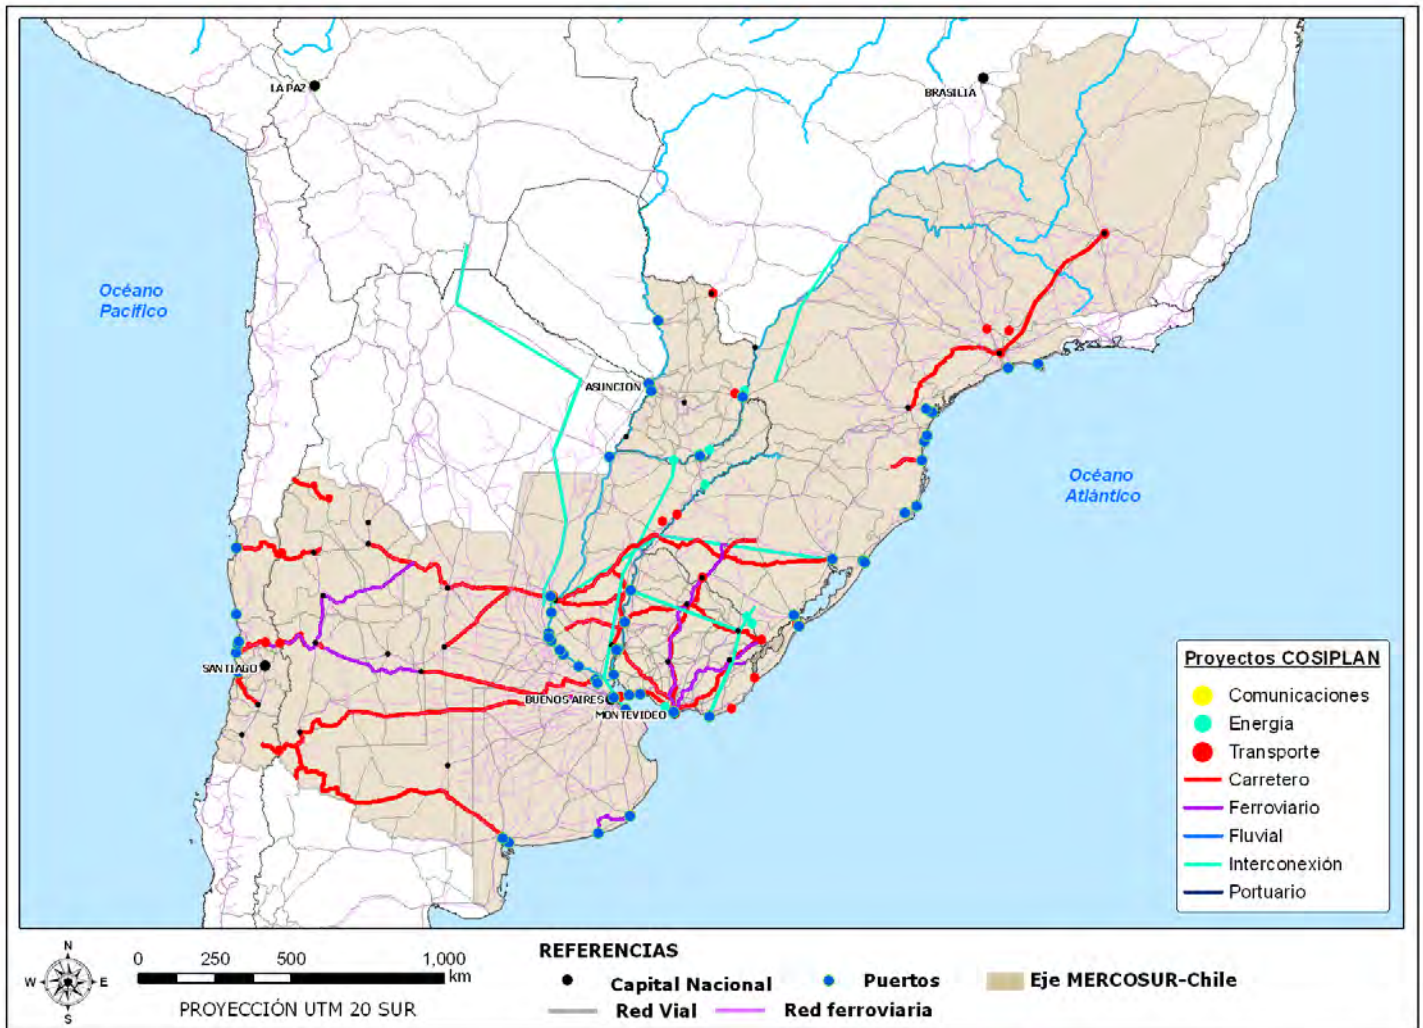 LA PAZ
BRASILIA
Océano
Pacífico
ASUNCION
Océano
Atlántico
SANTIAGO
BUENOS AIRES
MONTEVIDEO
Proyectos COSIPLAN
Comunicaciones
Energía
Transporte
Carretero
Ferroviario
Fluvial
Interconexión
Portuario
N
W E
S
0 250 500 1,000
km
PROYECCIÓN UTM 20 SUR
REFERENCIAS
Capital Nacional
Puertos
Eje MERCOSUR-Chile
Red Vial
Red ferroviaria